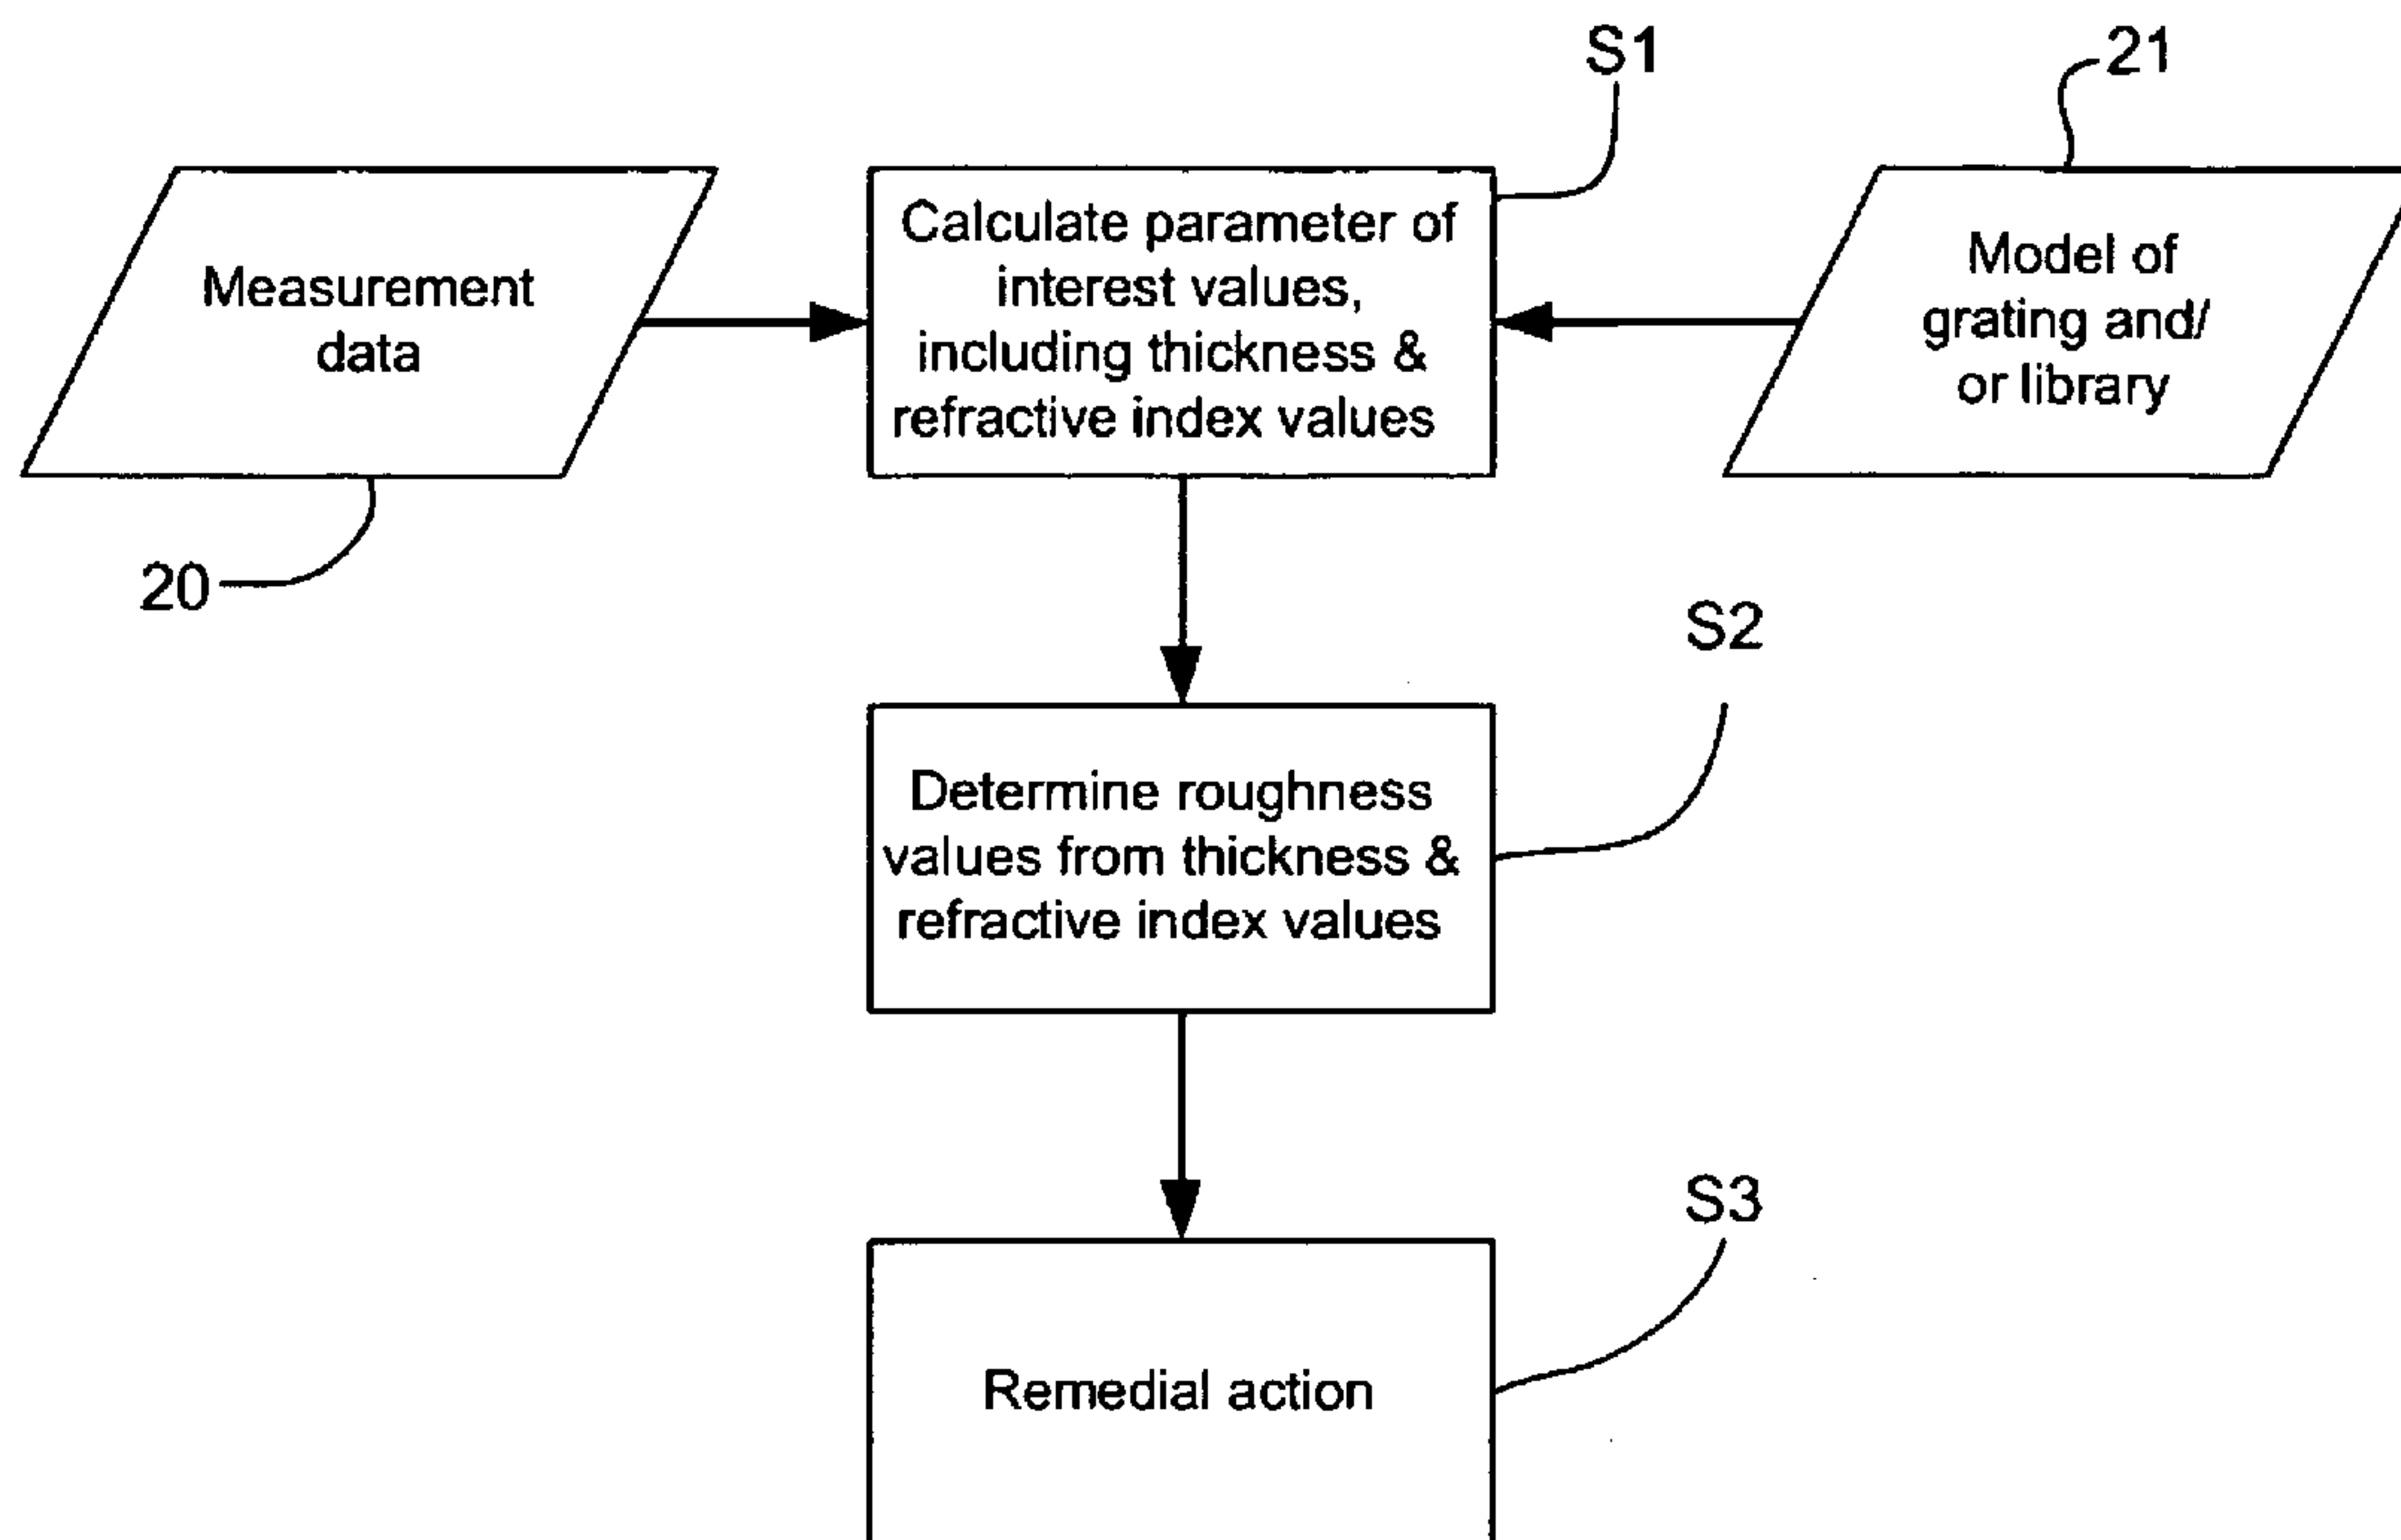 S1
21
Measurement
data
Calculate parameter of
interest values,
including thickness &
refractive index values
Model of
grating and/
or library
20
S2
Determine roughness
values from thickness &
refractive index values
S3
Remedial action